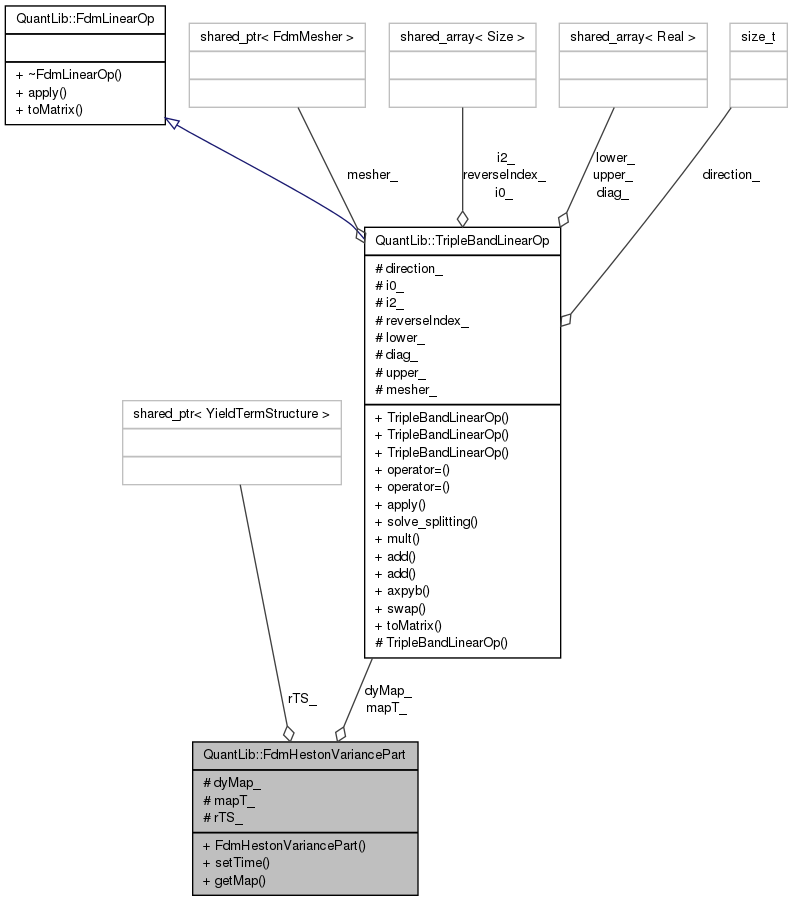 QuantLib::FdmLinearOp
+ ~FdmLinearOp()
+ apply()
+ toMatrix()
shared_ptr< FdmMesher >
shared_array< Size >
shared_array< Real >
size_t
mesher_
i2_
reverseIndex_
i0_
lower_
upper_
diag_
direction_
QuantLib::TripleBandLinearOp
# direction_
# i0_
# i2_
# reverseIndex_
# lower_
# diag_
# upper_
# mesher_
+ TripleBandLinearOp()
+ TripleBandLinearOp()
+ TripleBandLinearOp()
+ operator=()
+ operator=()
+ apply()
+ solve_splitting()
+ mult()
+ add()
+ add()
+ axpyb()
+ swap()
+ toMatrix()
# TripleBandLinearOp()
shared_ptr< YieldTermStructure >
rTS_
dyMap_
mapT_
QuantLib::FdmHestonVariancePart
# dyMap_
# mapT_
# rTS_
+ FdmHestonVariancePart()
+ setTime()
+ getMap()